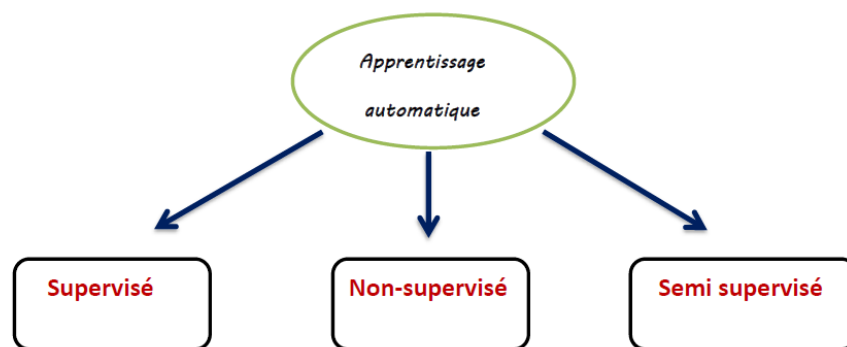 Apprentissage
automatique
Supervisé
Non-supervisé
Semi supervisé